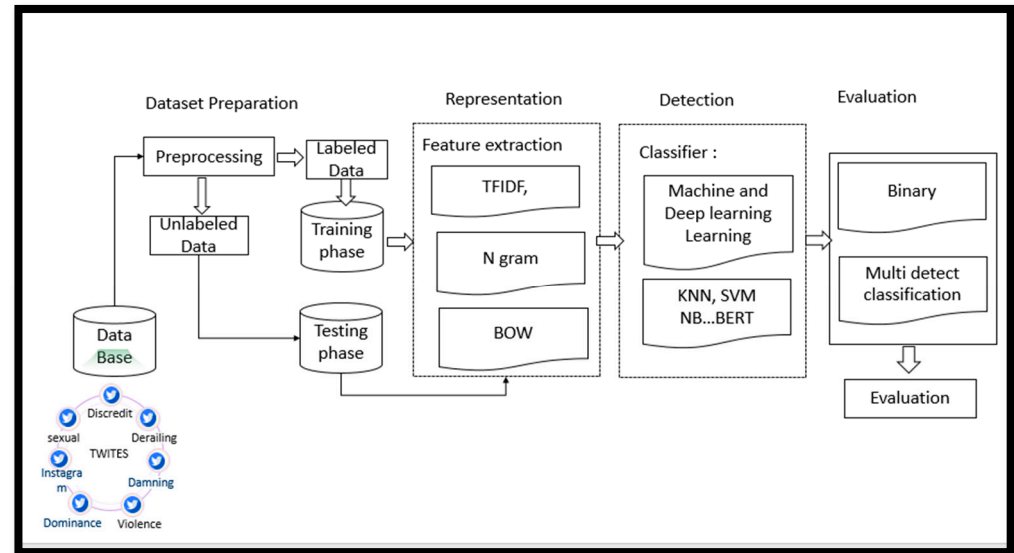 Dataset Preparation
Representation
Detection
Evaluation
Preprocessing
Labeled
Data
Unlabeled
Data
Training
phase
Testing
phase
Data
Base
Feature extraction
TFIDF,
N gram
BOW
Classifier :
Machine and
Deep learning
Learning
KNN, SVM
NB...BERT
Binary
Multi detect
classification
Evaluation
Discredit
sexual
Derailing
TWITES
Instagra
m
Damning
Dominance
Violence